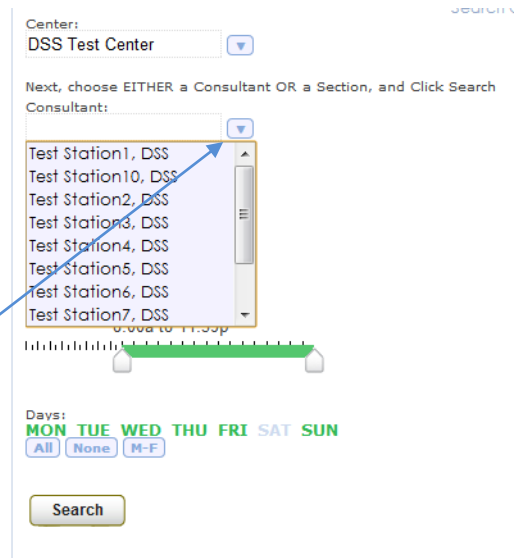 Center:
DSS Test Center
Next, choose EITHER a Consultant OR a Section, and Click Search
Consultant:
Test Station1, DSS
Test Station10, DSS
Test Station2, DSS
Test Station3, DSS
Test Station4, DSS
Test Station5, DSS
Test Station6, DSS
Test Station7, DSS
Days:
MON TUE WED THU FRI SAT SUN
All None M-F
Search